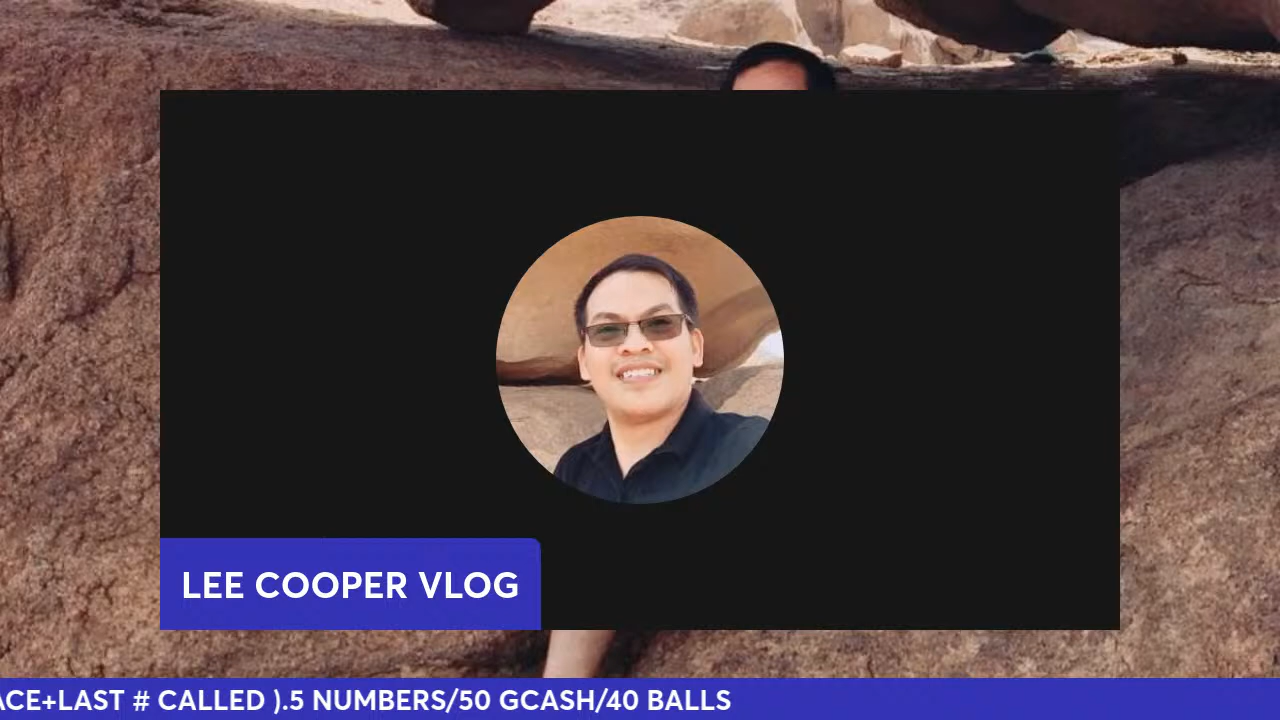 LEE COOPER VLOG
ACE+LAST # CALLED ).5 NUMBERS/50 GCASH/40 BALLS